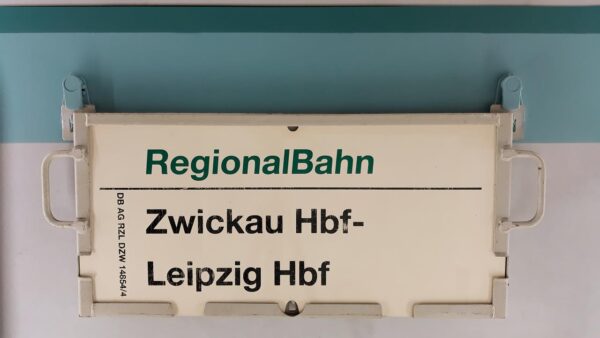 RegionalBahn
Zwickau Hbf-
Leipzig Hbf
DB AG RZL DZW 14854/4